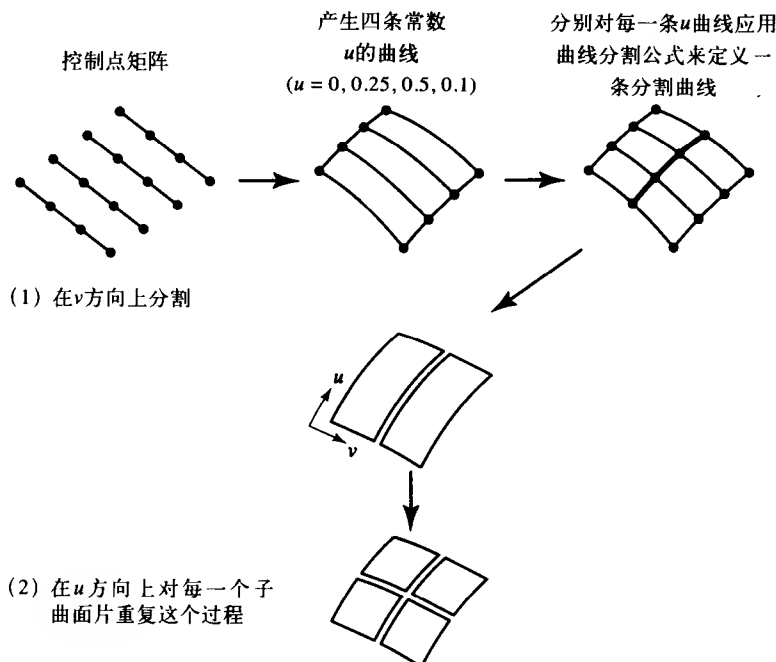 控制点矩阵
产生四条常数
u的曲线
(u = 0, 0.25, 0.5, 0.1)
分别对每一条u曲线应用
曲线分割公式来定义一
条分割曲线
(1) 在v方向上分割
u
v
(2) 在u方向上对每一个子
曲面片重复这个过程